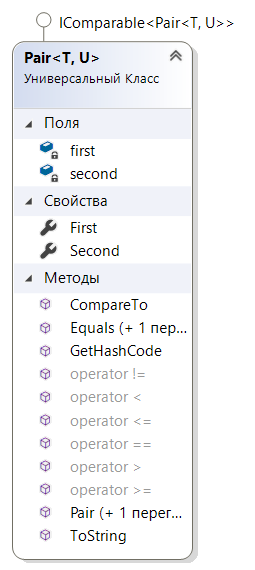 IComparable<Pair<T, U>>
Pair<T, U>
Универсальный Класс
Поля
first
second
Свойства
First
Second
Методы
CompareTo
Equals (+ 1 пер...
GetHashCode
operator !=
operator <
operator <=
operator ==
operator >
operator >=
Pair (+ 1 перег...
ToString